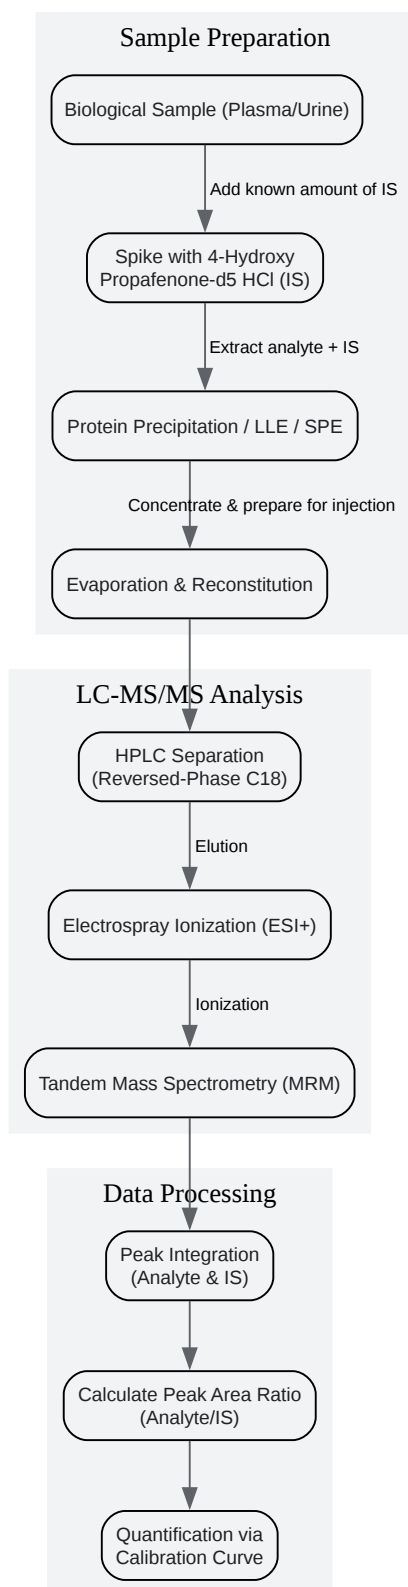 Sample Preparation
Biological Sample (Plasma/Urine)
Add known amount of IS
Spike with 4-Hydroxy
Propafenone-d5 HCl (IS)
Extract analyte + IS
Protein Precipitation / LLE / SPE
Concentrate & prepare for injection
Evaporation & Reconstitution
LC-MS/MS Analysis
HPLC Separation
(Reversed-Phase C18)
Elution
Electrospray Ionization (ESI+)
Ionization
Tandem Mass Spectrometry (MRM)
Data Processing
Peak Integration
(Analyte & IS)
Calculate Peak Area Ratio
(Analyte/IS)
Quantification via
Calibration Curve